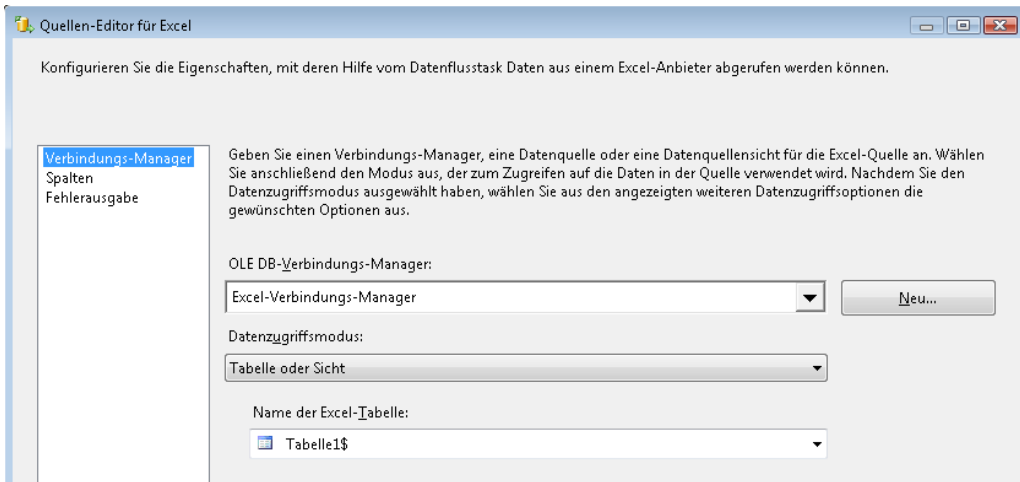 Quellen-Editor für Excel
Konfigurieren Sie die Eigenschaften, mit deren Hilfe vom Datenflusstask Daten aus einem Excel-Anbieter abgerufen werden können.
Verbindungs-Manager
Spalten
Fehlerausgabe
Geben Sie einen Verbindungs-Manager, eine Datenquelle oder eine Datenquellensicht für die Excel-Quelle an. Wählen
Sie anschließend den Modus aus, der zum Zugreifen auf die Daten in der Quelle verwendet wird. Nachdem Sie den
Datenzugriffsmodus ausgewählt haben, wählen Sie aus den angezeigten weiteren Datenzugriffsoptionen die
gewünschten Optionen aus.
OLE DB-Verbindungs-Manager:
Excel-Verbindungs-Manager
Neu...
Datenzugriffsmodus:
Tabelle oder Sicht
Name der Excel-Tabelle:
Tabelle1$